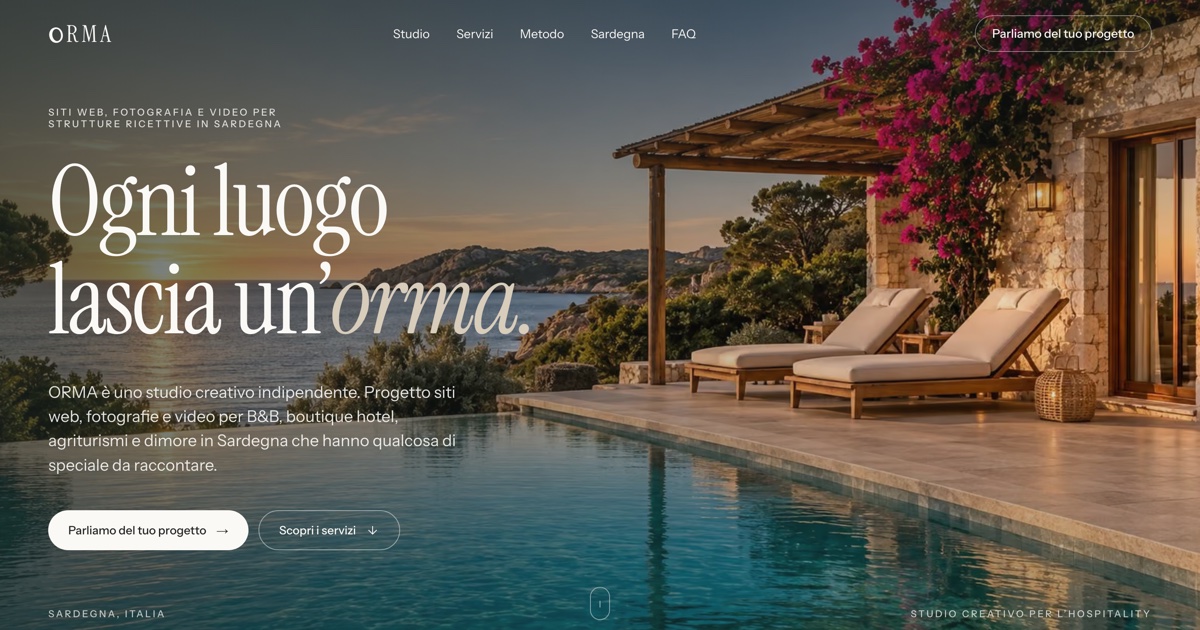 ORMA
Studio
Servizi
Metodo
Sardegna
FAQ
Parliamo del tuo progetto
SITI WEB, FOTOGRAFIA E VIDEO PER
STRUTTURE RICETTIVE IN SARDEGNA
Ogni luogo
lascia un’orma.
ORMA è uno studio creativo indipendente. Progetto siti
web, fotografie e video per B&B, boutique hotel,
agriturismi e dimore in Sardegna che hanno qualcosa di
speciale da raccontare.
Parliamo del tuo progetto →
Scopri i servizi ↓
SARDEGNA, ITALIA
STUDIO CREATIVO PER L’HOSPITALITY